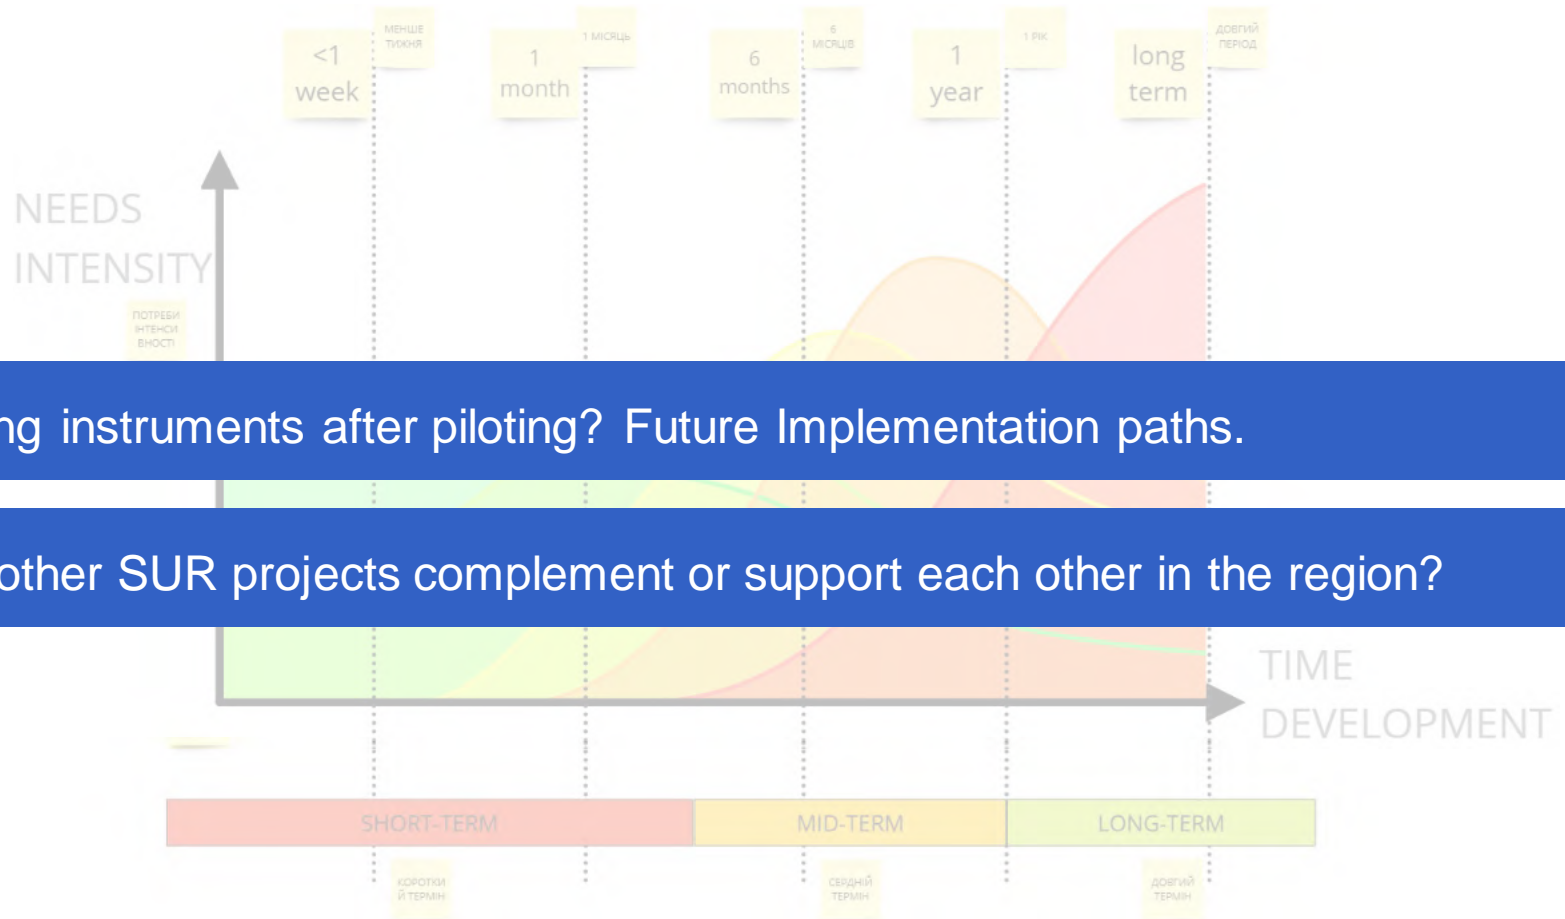 <1
week
МЕНШЕ
ТИЖНЯ
1
month
1 МІСЯЦЬ
6
months
6
МІСЯЦІВ
1
year
1 РІК
long
term
ДОВГИЙ
ПЕРІОД
NEEDS
INTENSITY
ПОТРЕБИ
ІНТЕНСИ
ВНОСТІ
ng instruments after piloting? Future Implementation paths.
other SUR projects complement or support each other in the region?
TIME
DEVELOPMENT
SHORT-TERM
MID-TERM
LONG-TERM
КОРОТКИ
Й ТЕРМІН
СЕРДНІЙ
ТЕРМІН
ДОВГИЙ
ТЕРМІН